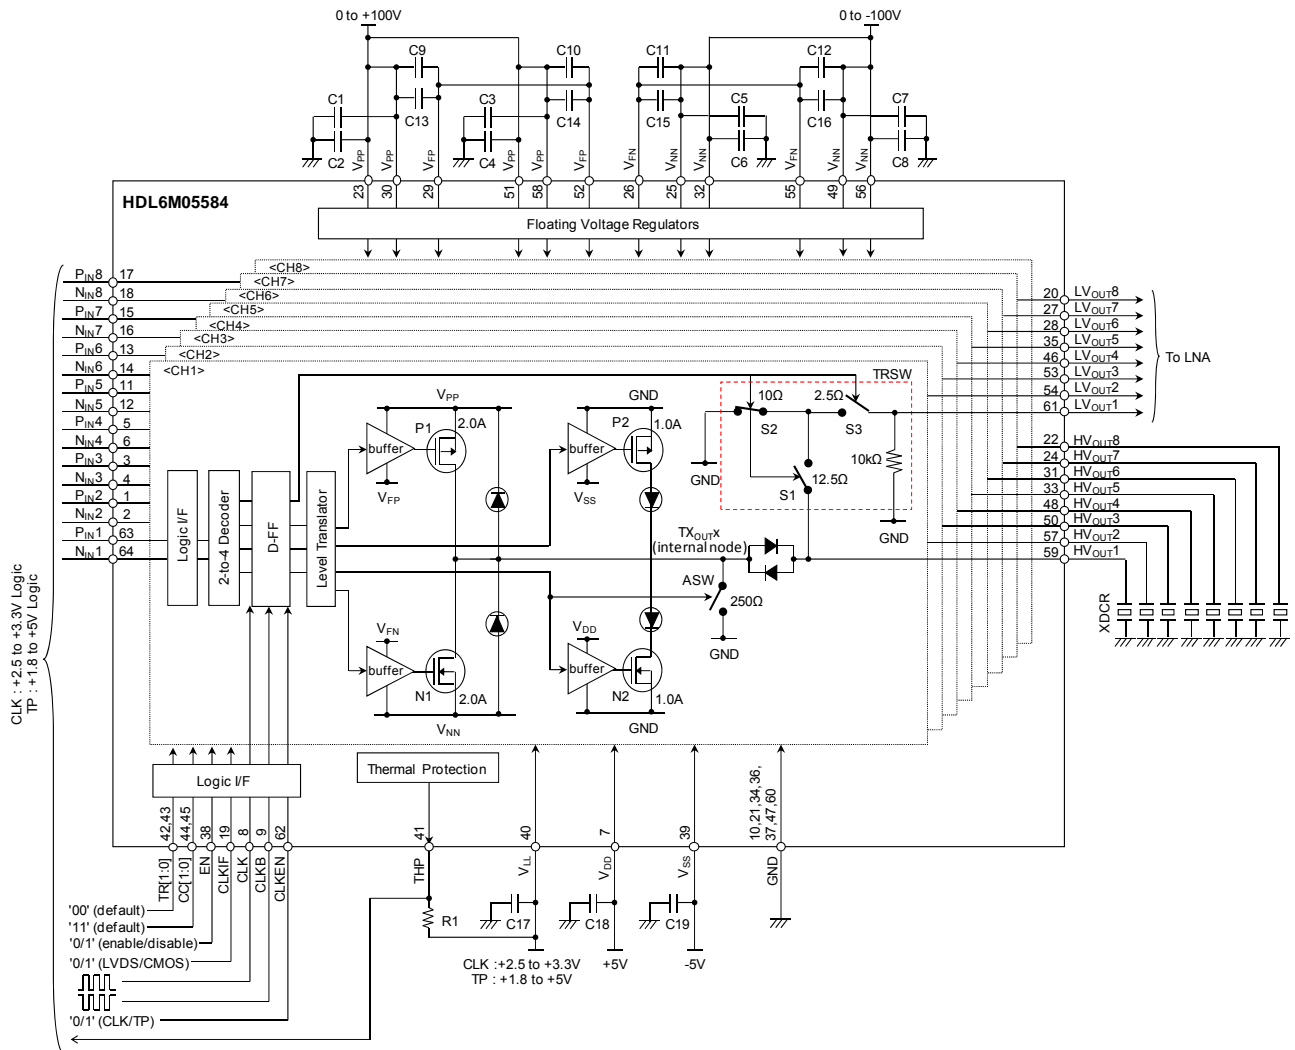 0 to +100V
0 to -100V
C9
C10
C11
C12
C1
C13
C3
C14
C15
C5
C16
C7
C2
C4
C6
C8
VPP
VPP
VFP
VPP
VPP
VFP
VFN
VNN
VNN
VFN
VNN
VNN
23
30
29
51
58
52
26
25
32
55
49
56
HDL6M05584
Floating Voltage Regulators
<CH8>
<CH7>
<CH6>
<CH5>
<CH4>
<CH3>
<CH2>
<CH1>
PIN8 17
NIN8 18
PIN7 15
NIN7 16
PIN6 13
NIN6 14
PIN5 11
NIN5 12
PIN4 5
NIN4 6
PIN3 3
NIN3 4
PIN2 1
NIN2 2
PIN1 63
NIN1 64
20 LVOUT8
27 LVOUT7
28 LVOUT6
35 LVOUT5
46 LVOUT4
53 LVOUT3
54 LVOUT2
61 LVOUT1
To LNA
22 HVOUT8
24 HVOUT7
31 HVOUT6
33 HVOUT5
48 HVOUT4
50 HVOUT3
57 HVOUT2
59 HVOUT1
XDCR
VPP
P1
2.0A
buffer
VFP
GND
P2
1.0A
buffer
VSS
TRSW
10Ω
2.5Ω
S2
S3
10kΩ
GND
12.5Ω
S1
GND
TXOUTX
(internal node)
ASW
250Ω
GND
Logic I/F
2-to-4 Decoder
D-FF
Level Translator
VFN
buffer
N1
2.0A
VNN
VDD
buffer
N2
1.0A
GND
CLK : +2.5 to +3.3V Logic
TP : +1.8 to +5V Logic
Logic I/F
Thermal Protection
42,43
44,45
38
19
8
9
62
41
40
7
39
10,21,34,36,
37,47,60
TR[1:0]
CC[1:0]
EN
CLKIF
CLK
CLKB
CLKEN
THP
VLL
VDD
VSS
GND
R1
C17
C18
C19
'00' (default)
'11' (default)
'0/1' (enable/disable)
'0/1' (LVDS/CMOS)
'0/1' (CLK/TP)
CLK :+2.5 to +3.3V
TP : +1.8 to +5V
+5V
-5V